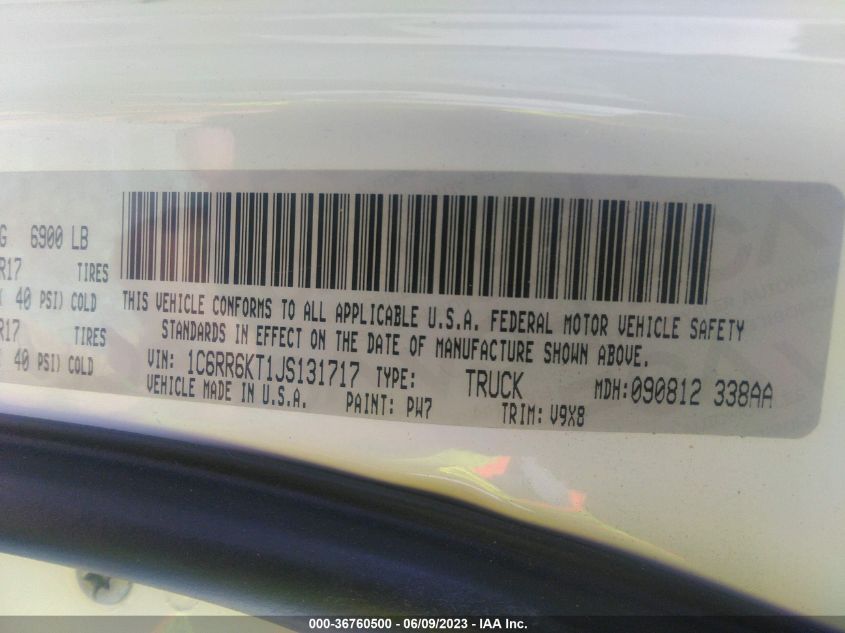 G 6900 LB
R17 TIRES
40 PSI) COLD
R17 TIRES
40 PSI) COLD
THIS VEHICLE CONFORMS TO ALL APPLICABLE U.S.A. FEDERAL MOTOR VEHICLE SAFETY
STANDARDS IN EFFECT ON THE DATE OF MANUFACTURE SHOWN ABOVE.
VIN: 1C6RR6KT1JS131717 TYPE: TRUCK MDH: 090812 338AA
VEHICLE MADE IN U.S.A. PAINT: PW7 TRIM: V9X8
000-36760500 - 06/09/2023 - IAA Inc.